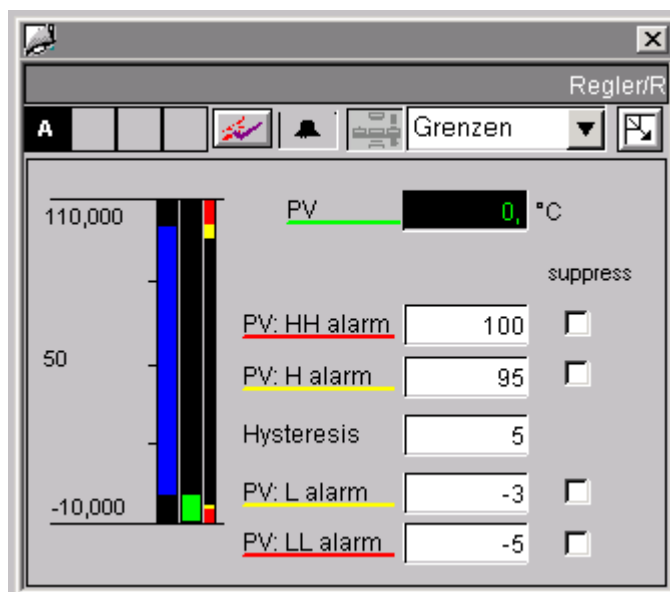 Regler/R
A
Grenzen
110,000
PV 0, °C
suppress
PV: HH alarm 100
50
PV: H alarm 95
Hysteresis 5
PV: L alarm -3
-10,000
PV: LL alarm -5